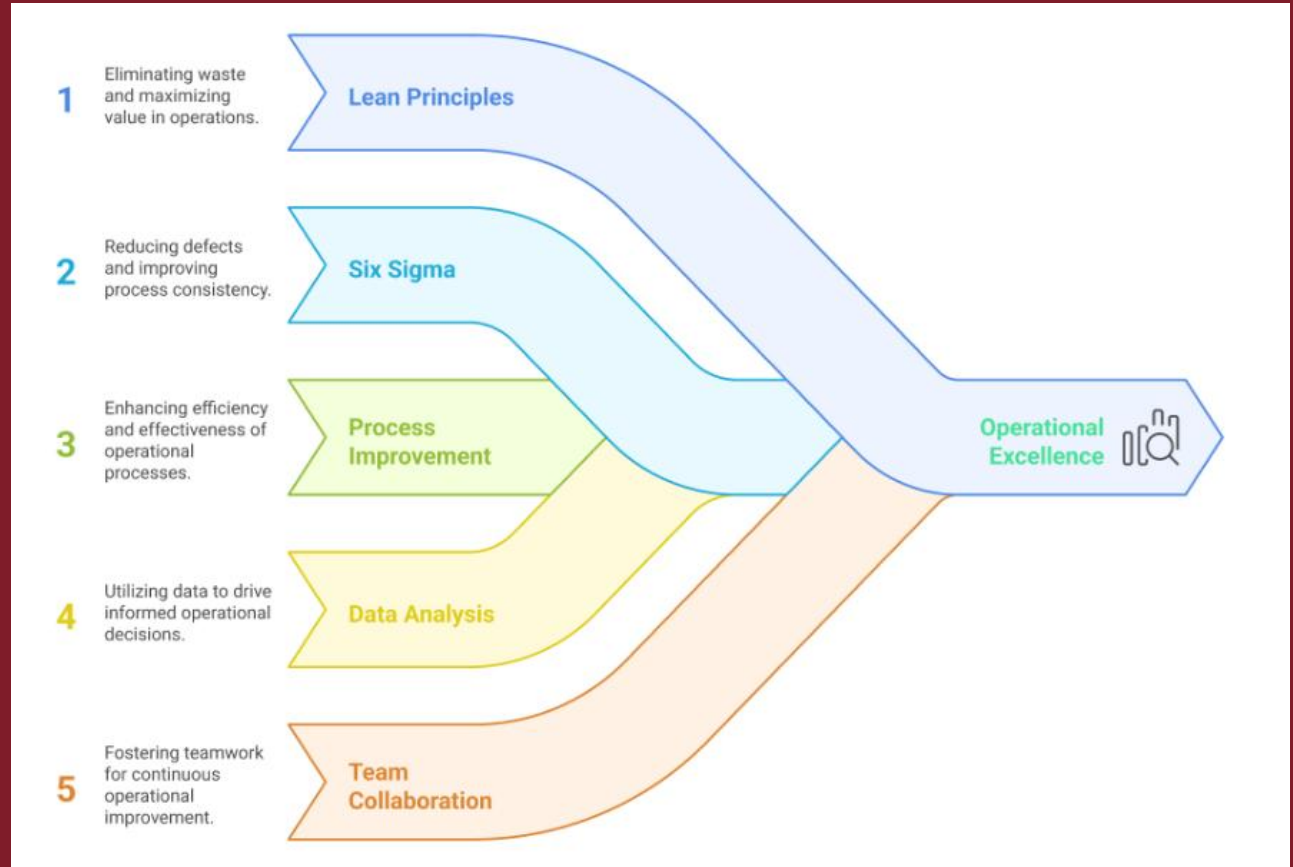 1
Eliminating waste
and maximizing
value in operations.
Lean Principles
2
Reducing defects
and improving
process consistency.
Six Sigma
3
Enhancing efficiency
and effectiveness of
operational
processes.
Process
Improvement
Operational
Excellence
4
Utilizing data to drive
informed operational
decisions.
Data Analysis
5
Fostering teamwork
for continuous
operational
improvement.
Team
Collaboration